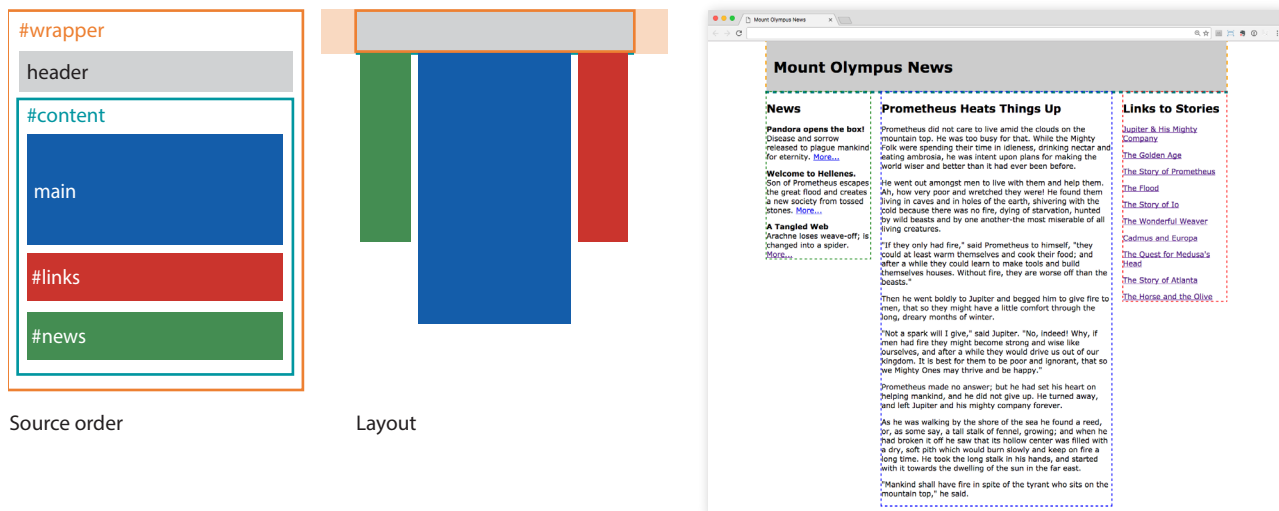 #wrapper
header
#content
main
#links
#news
Source order
Layout
Mount Olympus News
Mount Olympus News
News
Pandora opens the box!
Disease and sorrow
released to plague mankind
for eternity. More...
Welcome to Hellenes.
Son of Prometheus escapes
the great flood and creates
a new society from tossed
stones. More...
A Tangled Web
Arachne loses weave-off; is
changed into a spider.
More...
Prometheus Heats Things Up
Prometheus did not care to live amid the clouds on the
mountain top. He was too busy for that. While the Mighty
Folk were spending their time in idleness, drinking nectar and
eating ambrosia, he was intent upon plans for making the
world wiser and better than it had ever been before.
He went out amongst men to live with them and help them.
Ah, how very poor and wretched they were! He found them
living in caves and in holes of the earth, shivering with the
cold because there was no fire, dying of starvation, hunted
by wild beasts and by one another-the most miserable of all
living creatures.
"If they only had fire," said Prometheus to himself, "they
could at least warm themselves and cook their food; and
after a while they could learn to make tools and build
themselves houses. Without fire, they are worse off than the
beasts."
Then he went boldly to Jupiter and begged him to give fire to
men, that so they might have a little comfort through the
long, dreary months of winter.
"Not a spark will I give," said Jupiter. "No, indeed! Why, if
men had fire they might become strong and wise like
ourselves, and after a while they would drive us out of our
kingdom. It is best for them to be poor and ignorant, that so
we Mighty Ones may thrive and be happy."
Prometheus made no answer; but he had set his heart on
helping mankind, and he did not give up. He turned away,
and left Jupiter and his mighty company forever.
As he was walking by the shore of the sea he found a reed,
or, as some say, a tall stalk of fennel, growing; and when he
had broken it off he saw that its hollow center was filled with
a dry, soft pith which would burn slowly and keep on fire a
long time. He took the long stalk in his hands, and started
with it towards the dwelling of the sun in the far east.
"Mankind shall have fire in spite of the tyrant who sits on the
mountain top," he said.
Links to Stories
Jupiter & His Mighty
Company
The Golden Age
The Story of Prometheus
The Flood
The Story of Io
The Wonderful Weaver
Cadmus and Europa
The Quest for Medusa's
Head
The Story of Atlanta
The Horse and the Olive